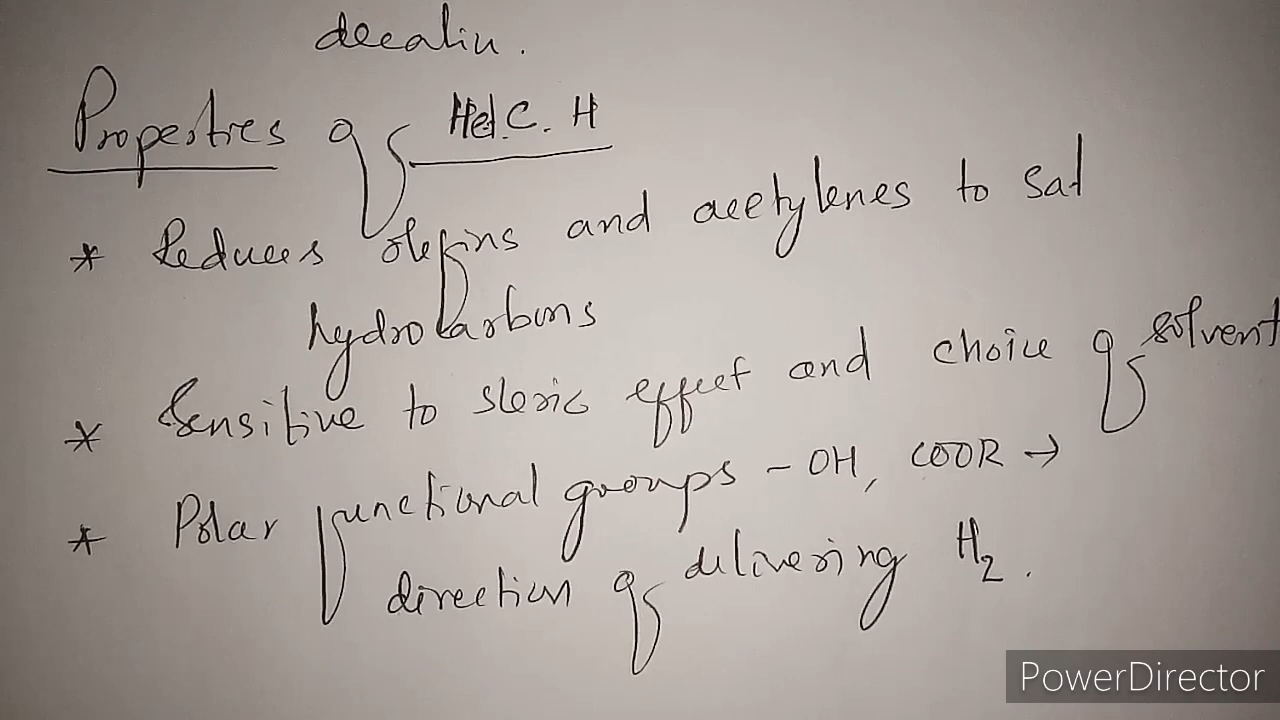 decalin.
Properties of Het. C. H
* Reduces olefins and acetylenes to sat
hydrocarbons
* Sensitive to steric effect and choice of solvent
* Polar functional groups - OH, COOR →
direction of delivering H2.
PowerDirector